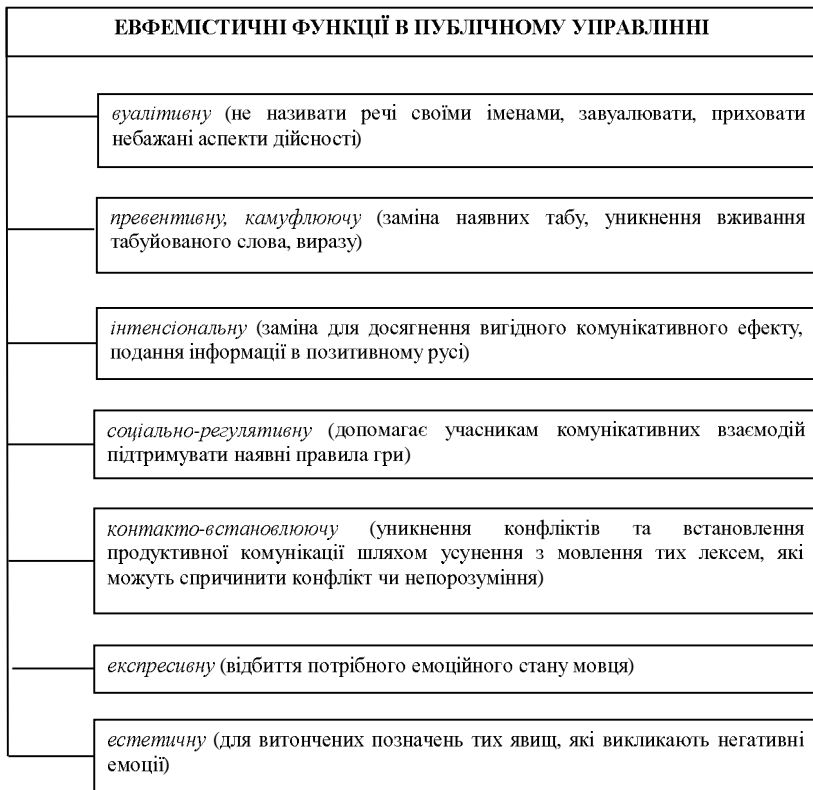 ЕВФЕМІСТИЧНІ ФУНКЦІЇ В ПУБЛІЧНОМУ УПРАВЛІННІ
вуалітивну (не називати речі своїми іменами, завуалювати, приховати
небажані аспекти дійсності)
превентивну, камуфлюючу (заміна наявних табу, уникнення вживання
табуйованого слова, виразу)
інтенсіональну (заміна для досягнення вигідного комунікативного ефекту,
подання інформації в позитивному русі)
соціально-регулятивну (допомагає учасникам комунікативних взаємодій
підтримувати наявні правила гри)
контакто-встановлюючу (уникнення конфліктів та встановлення
продуктивної комунікації шляхом усунення з мовлення тих лексем, які
можуть спричинити конфлікт чи непорозуміння)
експресивну (відбиття потрібного емоційного стану мовця)
естетичну (для витончених позначень тих явищ, які викликають негативні
емоції)